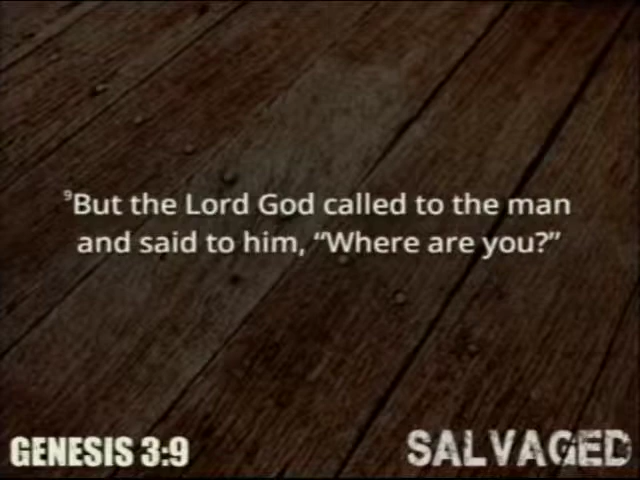 ⁹But the Lord God called to the man
and said to him, “Where are you?”
GENESIS 3:9
SALVAGED